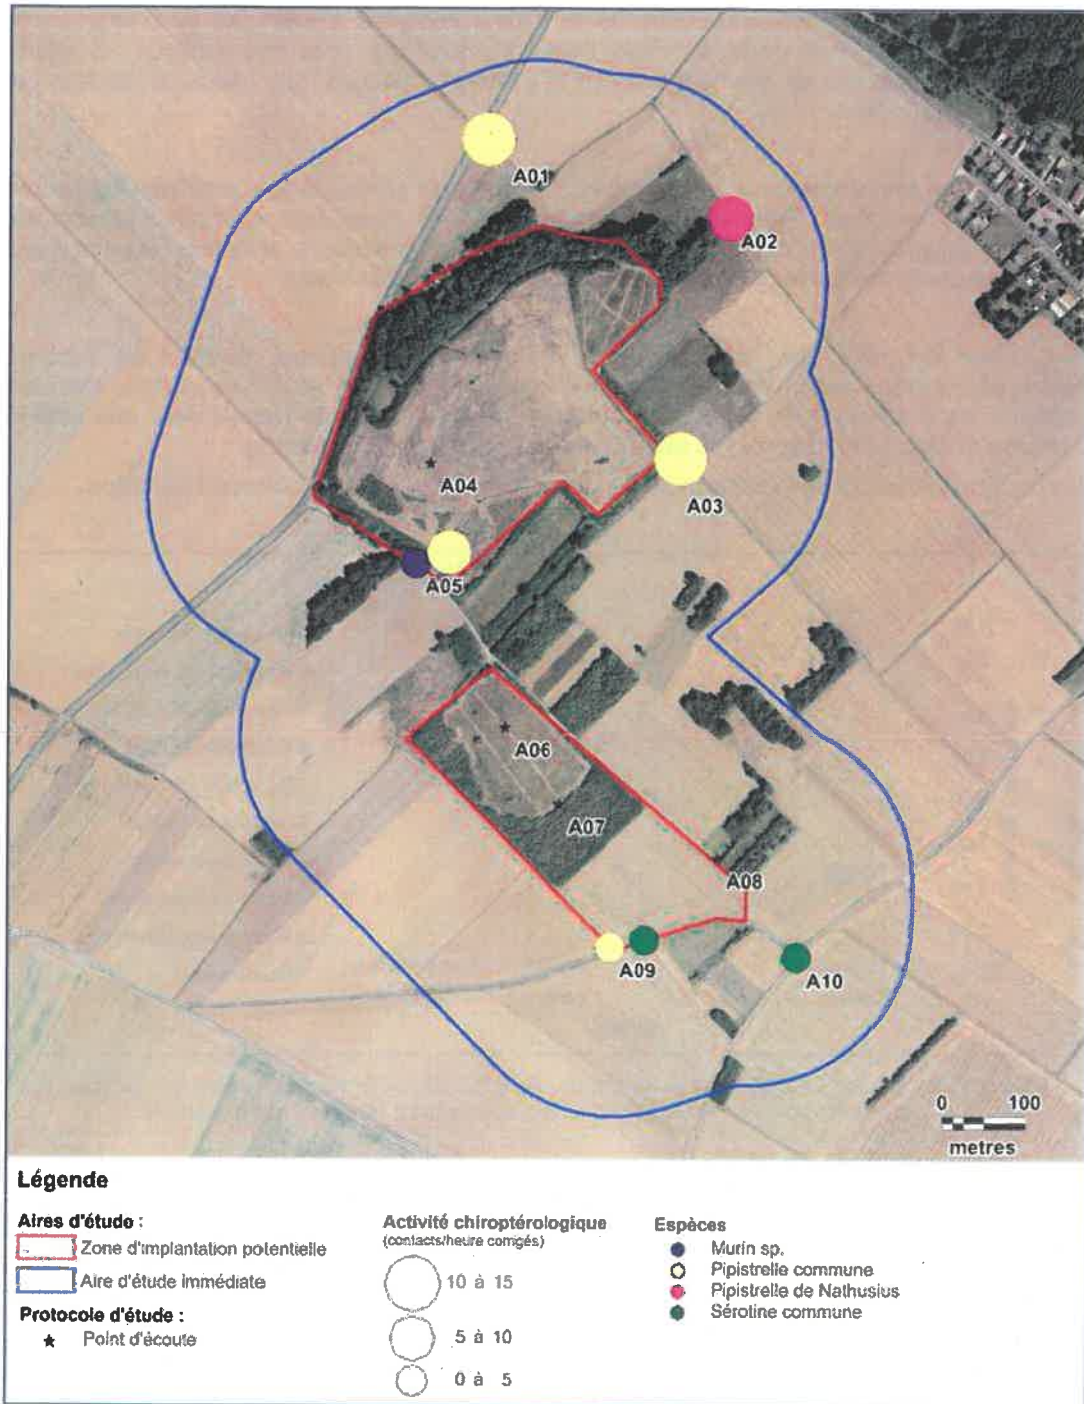 A01
A02
A03
A04
A05
A06
A07
A08
A09
A10
0 100
metres
Légende
Aires d'étude :
Zone d'implantation potentielle
Aire d'étude immédiate
Protocole d'étude :
Point d'écoute
Activité chiroptérologique
(contacts/heure corrigés)
10 à 15
5 à 10
0 à 5
Espèces
Murin sp.
Pipistrelle commune
Pipistrelle de Nathusius
Sérotine commune